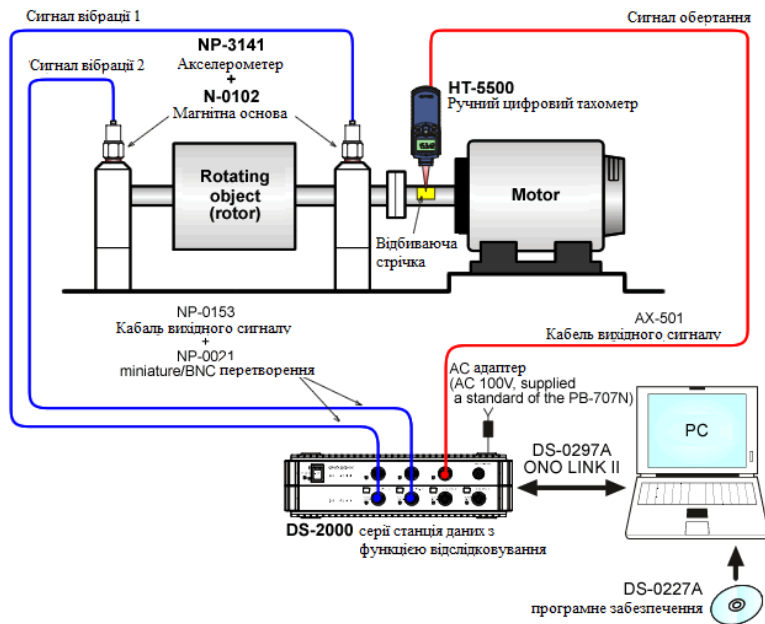 Сигнал вібрації 1
Сигнал обертання
NP-3141
Акселерометр
+
N-0102
Магнітна основа
Сигнал вібрації 2
HT-5500
Ручний цифровий тахометр
Rotating
object
(rotor)
Motor
Відбиваюча
стрічка
NP-0153
Кабаль вихідного сигналу
+
NP-0021
miniature/BNC перетворення
AX-501
Кабель вихідного сигналу
AC адаптер
(AC 100V, supplied
a standard of the PB-707N)
PC
DS-0297A
ONO LINK II
DS-2000 серії станція даних з
функцією відслідковування
DS-0227A
програмне забезпечення